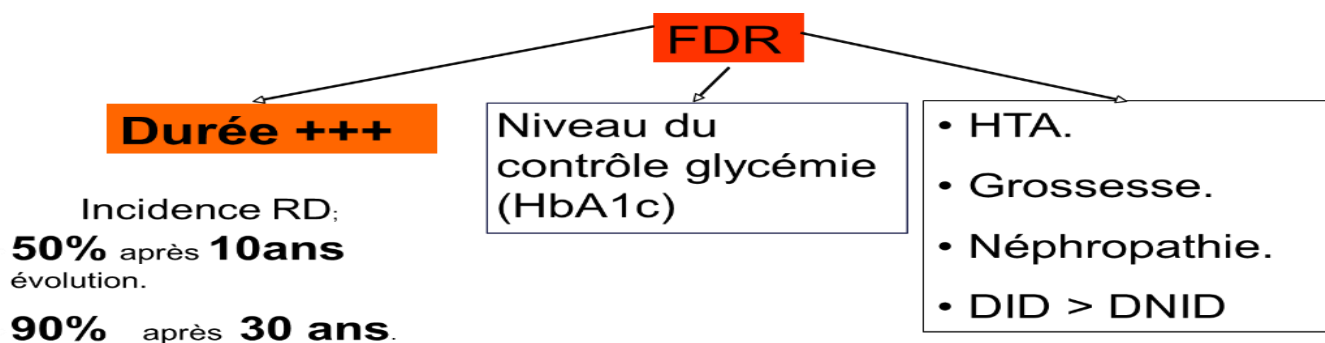 FDR
Durée +++
Incidence RD;
50% après 10ans
évolution.
90% après 30 ans.
Niveau du
contrôle glycémie
(HbA1c)
• HTA.
• Grossesse.
• Néphropathie.
• DID > DNID